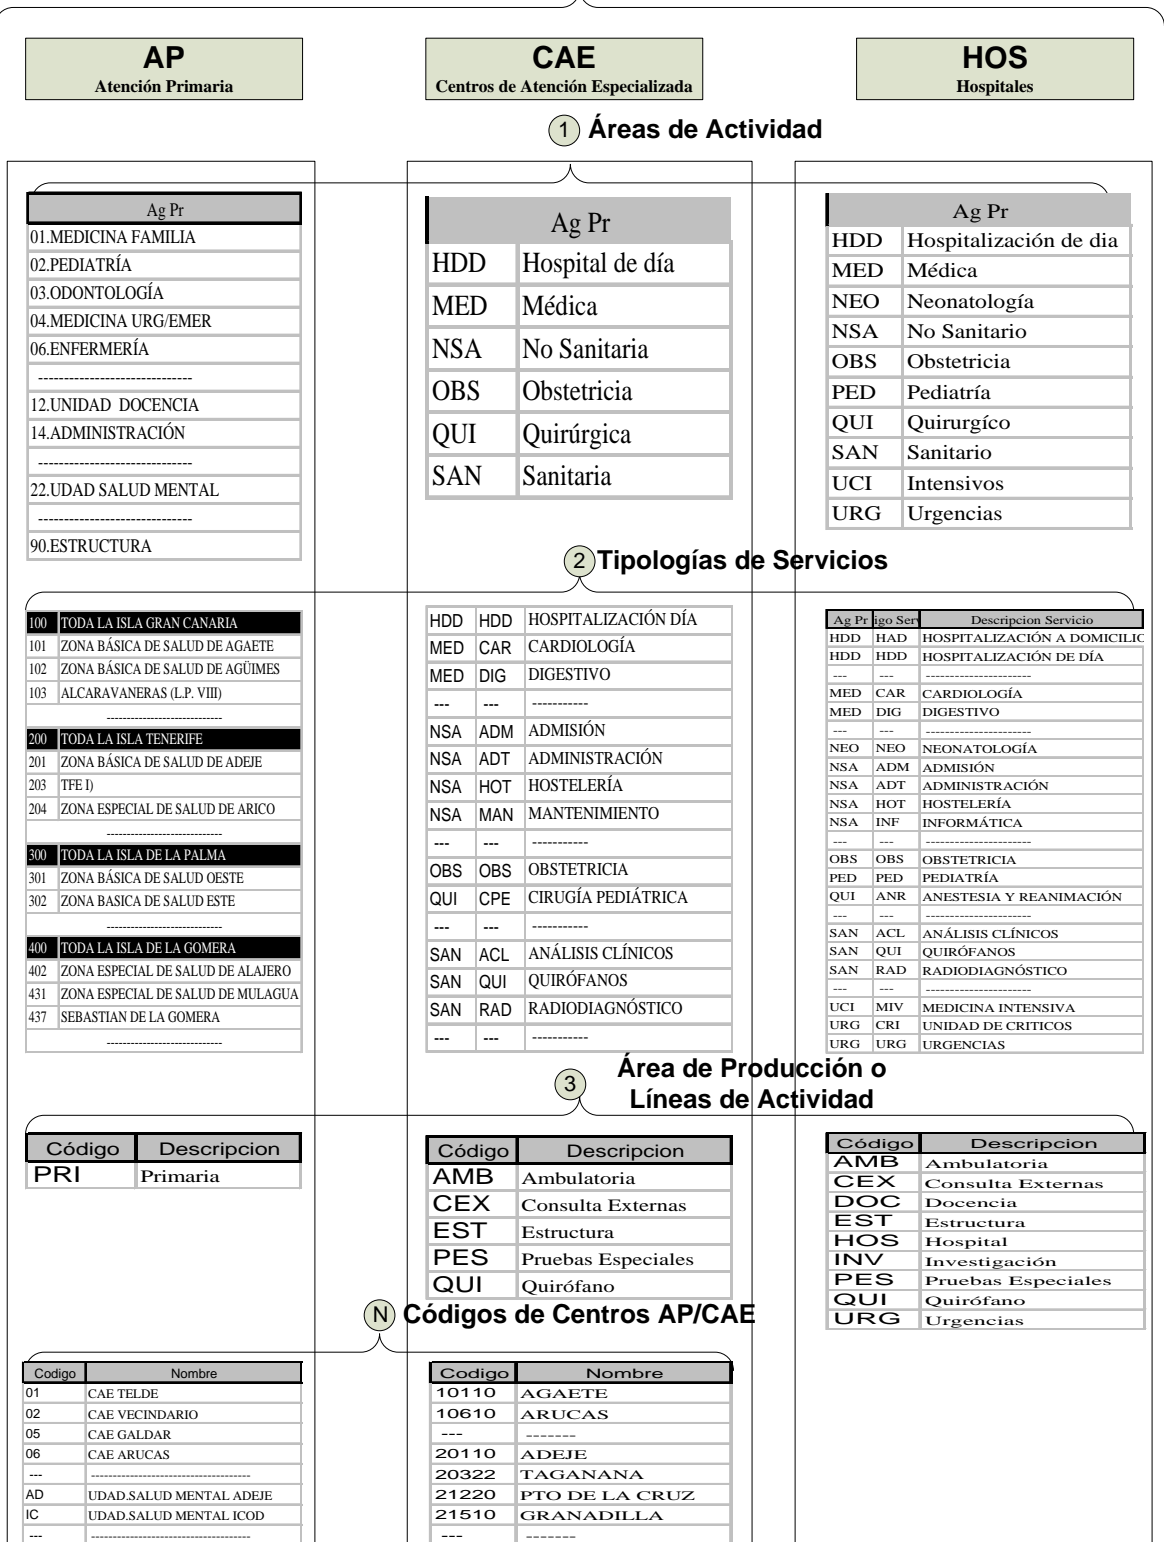 AP
Atención Primaria
CAE
Centros de Atención Especializada
HOS
Hospitales
1 Áreas de Actividad
Ag Pr
01.MEDICINA FAMILIA
02.PEDIATRÍA
03.ODONTOLOGÍA
04.MEDICINA URG/EMER
06.ENFERMERÍA
------------------------------
12.UNIDAD DOCENCIA
14.ADMINISTRACIÓN
------------------------------
22.UDAD SALUD MENTAL
------------------------------
90.ESTRUCTURA
Ag Pr
HDD Hospital de día
MED Médica
NSA No Sanitaria
OBS Obstetricia
QUI Quirúrgica
SAN Sanitaria
Ag Pr
HDD Hospitalización de dia
MED Médica
NEO Neonatología
NSA No Sanitario
OBS Obstetricia
PED Pediatría
QUI Quirurgíco
SAN Sanitario
UCI Intensivos
URG Urgencias
2 Tipologías de Servicios
100 TODA LA ISLA GRAN CANARIA
101 ZONA BÁSICA DE SALUD DE AGAETE
102 ZONA BÁSICA DE SALUD DE AGÜIMES
103 ALCARAVANERAS (L.P. VIII)
-----------------------------
200 TODA LA ISLA TENERIFE
201 ZONA BÁSICA DE SALUD DE ADEJE
203 TFE I)
204 ZONA ESPECIAL DE SALUD DE ARICO
-----------------------------
300 TODA LA ISLA DE LA PALMA
301 ZONA BÁSICA DE SALUD OESTE
302 ZONA BASICA DE SALUD ESTE
-----------------------------
400 TODA LA ISLA DE LA GOMERA
402 ZONA ESPECIAL DE SALUD DE ALAJERO
431 ZONA ESPECIAL DE SALUD DE MULAGUA
437 SEBASTIAN DE LA GOMERA
-----------------------------
HDD HDD HOSPITALIZACIÓN DÍA
MED CAR CARDIOLOGÍA
MED DIG DIGESTIVO
--- --- -----------
NSA ADM ADMISIÓN
NSA ADT ADMINISTRACIÓN
NSA HOT HOSTELERÍA
NSA MAN MANTENIMIENTO
--- --- -----------
OBS OBS OBSTETRICIA
QUI CPE CIRUGÍA PEDIÁTRICA
--- --- -----------
SAN ACL ANÁLISIS CLÍNICOS
SAN QUI QUIRÓFANOS
SAN RAD RADIODIAGNÓSTICO
--- --- -----------
Ag Pr igo Ser Descripcion Servicio
HDD HAD HOSPITALIZACIÓN A DOMICILIO
HDD HDD HOSPITALIZACIÓN DE DÍA
--- --- ----------------------
MED CAR CARDIOLOGÍA
MED DIG DIGESTIVO
--- --- ----------------------
NEO NEO NEONATOLOGÍA
NSA ADM ADMISIÓN
NSA ADT ADMINISTRACIÓN
NSA HOT HOSTELERÍA
NSA INF INFORMÁTICA
--- --- ----------------------
OBS OBS OBSTETRICIA
PED PED PEDIATRÍA
QUI ANR ANESTESIA Y REANIMACIÓN
--- --- ----------------------
SAN ACL ANÁLISIS CLÍNICOS
SAN QUI QUIRÓFANOS
SAN RAD RADIODIAGNÓSTICO
--- --- ----------------------
UCI MIV MEDICINA INTENSIVA
URG CRI UNIDAD DE CRITICOS
URG URG URGENCIAS
3 Área de Producción o
Líneas de Actividad
Código Descripcion
PRI Primaria
Código Descripcion
AMB Ambulatoria
CEX Consulta Externas
EST Estructura
PES Pruebas Especiales
QUI Quirófano
Código Descripcion
AMB Ambulatoria
CEX Consulta Externas
DOC Docencia
EST Estructura
HOS Hospital
INV Investigación
PES Pruebas Especiales
QUI Quirófano
URG Urgencias
N Códigos de Centros AP/CAE
Codigo Nombre
01 CAE TELDE
02 CAE VECINDARIO
05 CAE GALDAR
06 CAE ARUCAS
--- ------------------------------------
AD UDAD.SALUD MENTAL ADEJE
IC UDAD.SALUD MENTAL ICOD
--- ------------------------------------
Codigo Nombre
10110 AGAETE
10610 ARUCAS
--- -------
20110 ADEJE
20322 TAGANANA
21220 PTO DE LA CRUZ
21510 GRANADILLA
--- -------